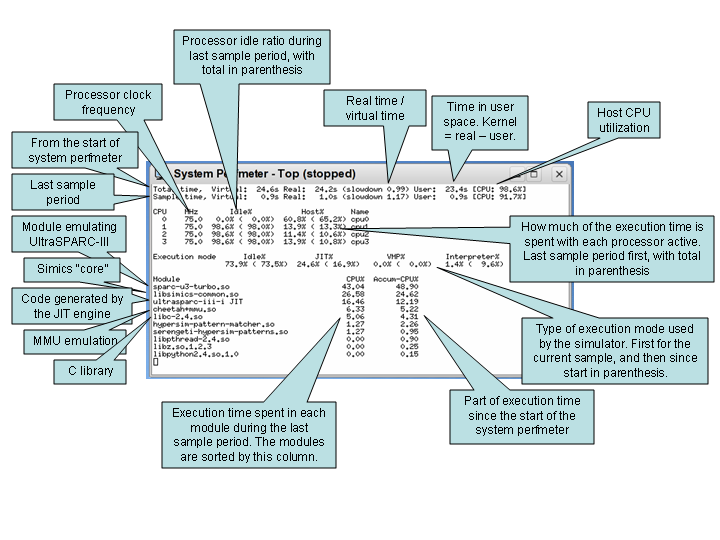 Processor idle ratio during
last sample period, with
total in parenthesis
Processor clock
frequency
Real time /
virtual time
Time in user
space. Kernel
= real – user.
Host CPU
utilization
From the start of
system perfmeter
Last sample
period
Module emulating
UltraSPARC-III
Simics "core"
Code generated by
the JIT engine
MMU emulation
C library
System Perfmeter - Top (stopped)
Total time, Virtual: 24.6s Real: 24.2s (slowdown 0.99) User: 23.4s [CPU: 98.6%]
Sample time, Virtual: 0.9s Real: 1.0s (slowdown 1.17) User: 0.9s [CPU: 91.7%]
CPU MHz Idle% Host% Name
0 75.0 0.0% ( 0.0%) 60.8% ( 65.2%) cpu0
1 75.0 98.6% ( 98.0%) 13.9% ( 13.3%) cpu1
2 75.0 98.6% ( 98.0%) 11.4% ( 10.6%) cpu2
3 75.0 98.6% ( 98.0%) 13.9% ( 10.8%) cpu3
Execution mode Idle% JIT% VMP% Interpreter%
73.9% ( 73.5%) 24.6% ( 16.9%) 0.0% ( 0.0%) 1.4% ( 9.6%)
Module CPU% Accum-CPU%
sparc-u3-turbo.so 43.04 48.90
libsimics-common.so 26.58 24.62
ultrasparc-iii-i JIT 16.46 12.19
cheetah+mmu.so 6.33 5.22
libc-2.4.so 5.06 4.31
hypersim-pattern-matcher.so 1.27 2.26
serengeti-hypersim-patterns.so 1.27 0.95
libpthread-2.4.so 0.00 0.90
libz.so.1.2.3 0.00 0.25
libpython2.4.so.1.0 0.00 0.15
How much of the execution time is
spent with each processor active.
Last sample period first, with total
in parenthesis
Type of execution mode used
by the simulator. First for the
current sample, and then since
start in parenthesis.
Execution time spent in each
module during the last
sample period. The modules
are sorted by this column.
Part of execution time
since the start of the
system perfmeter